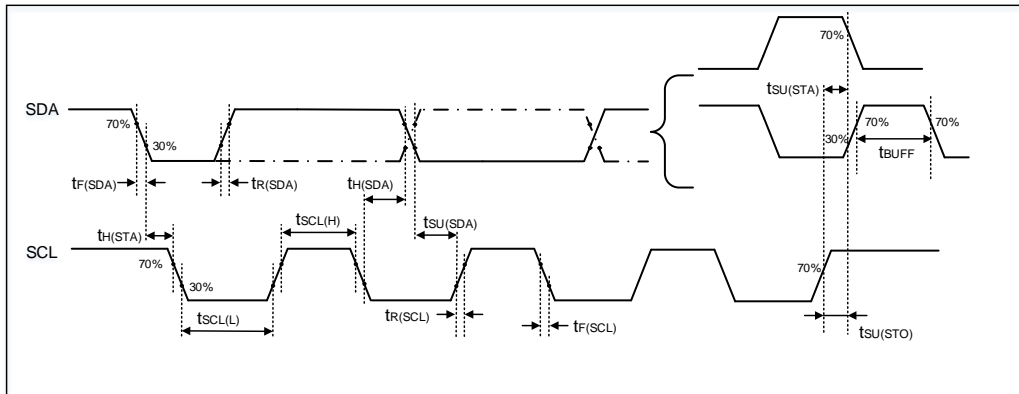 70%
tSU(STA)
SDA
70%
30%
30%
70%
70%
tBUFF
tF(SDA)
tR(SDA)
tH(SDA)
tSCL(H)
tSU(SDA)
tH(STA)
SCL
70%
30%
70%
tSCL(L)
tR(SCL)
tF(SCL)
tSU(STO)